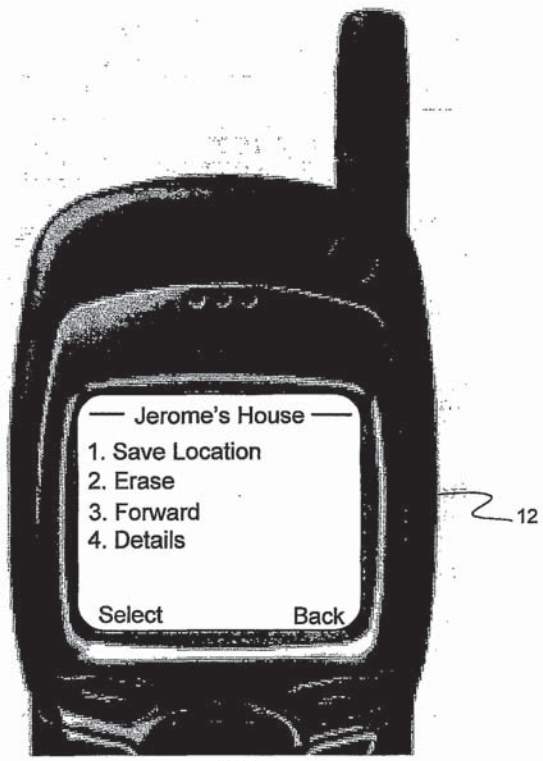 — Jerome's House —
1. Save Location
2. Erase
3. Forward
4. Details
Select Back
12